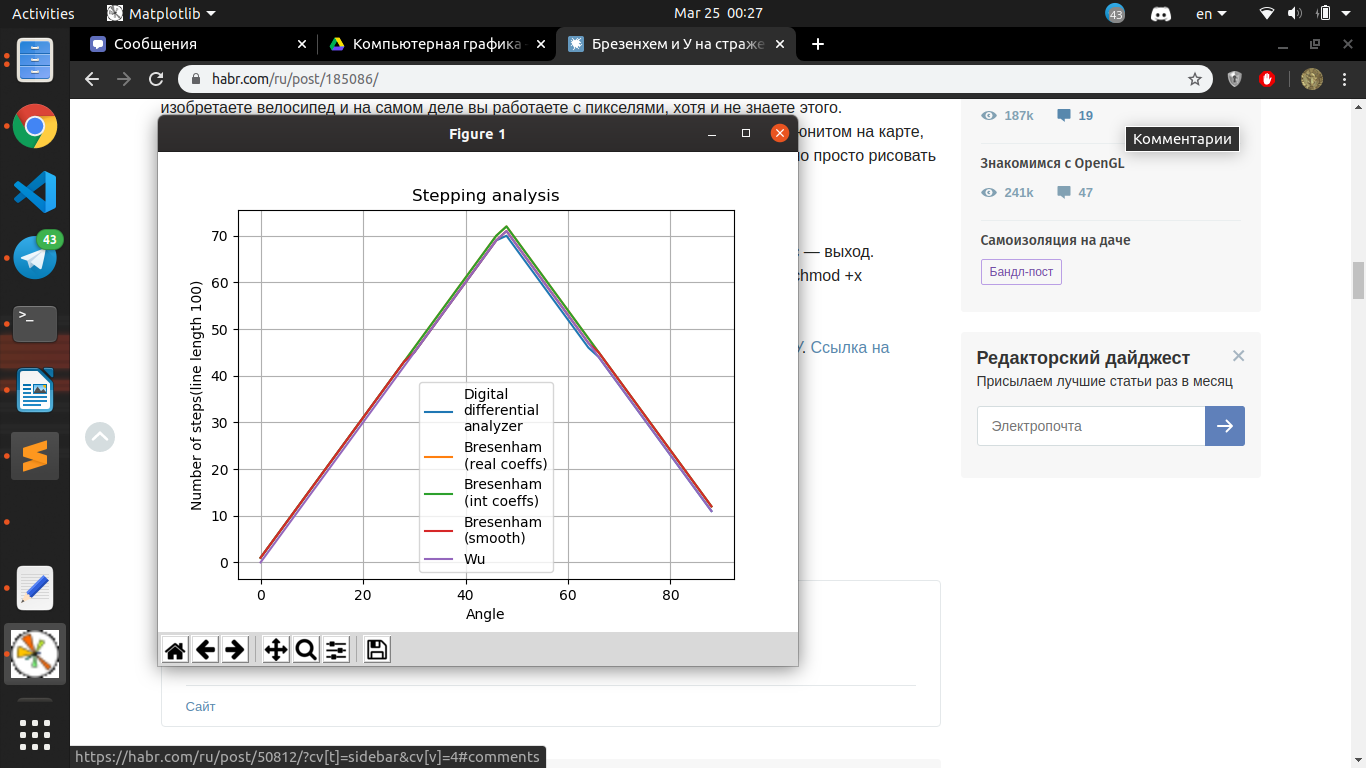 Activities
Matplotlib
Mar 25 00:27
43
en
Сообщения
Компьютерная графика
Брезенхем и У на страже
habr.com/ru/post/185086/
изобретаете велосипед и на самом деле вы работаете с пикселями, хотя и не знаете этого.
юнитом на карте,
просто рисовать
— выход.
chmod +x
У. Ссылка на
Figure 1
Stepping analysis
Number of steps(line length 100)
70
60
50
40
30
20
10
0
0
20
40
60
80
Angle
Digital
differential
analyzer
Bresenham
(real coeffs)
Bresenham
(int coeffs)
Bresenham
(smooth)
Wu
187k 19
Комментарии
Знакомимся с OpenGL
241k 47
Самоизоляция на даче
Бандл-пост
Редакторский дайджест
Присылаем лучшие статьи раз в месяц
Электропочта
43
>_
Сайт
https://habr.com/ru/post/50812/?cv[t]=sidebar&cv[v]=4#comments